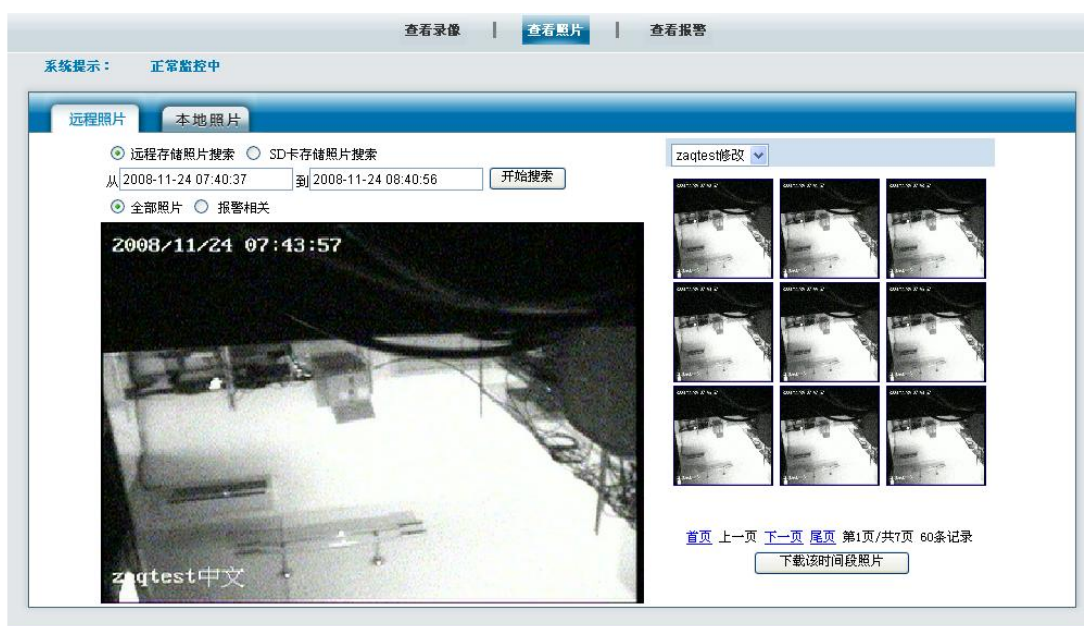 查看录像 | 查看照片 | 查看报警
系统提示： 正常监控中
远程照片 本地照片
远程存储照片搜索 SD卡存储照片搜索
从 2008-11-24 07:40:37 到 2008-11-24 08:40:56 开始搜索
全部照片 报警相关
2008/11/24 07:43:57
zaqtest中文
zaqtest修改
首页 上一页 下一页 尾页 第1页/共7页 60条记录
下载该时间段照片